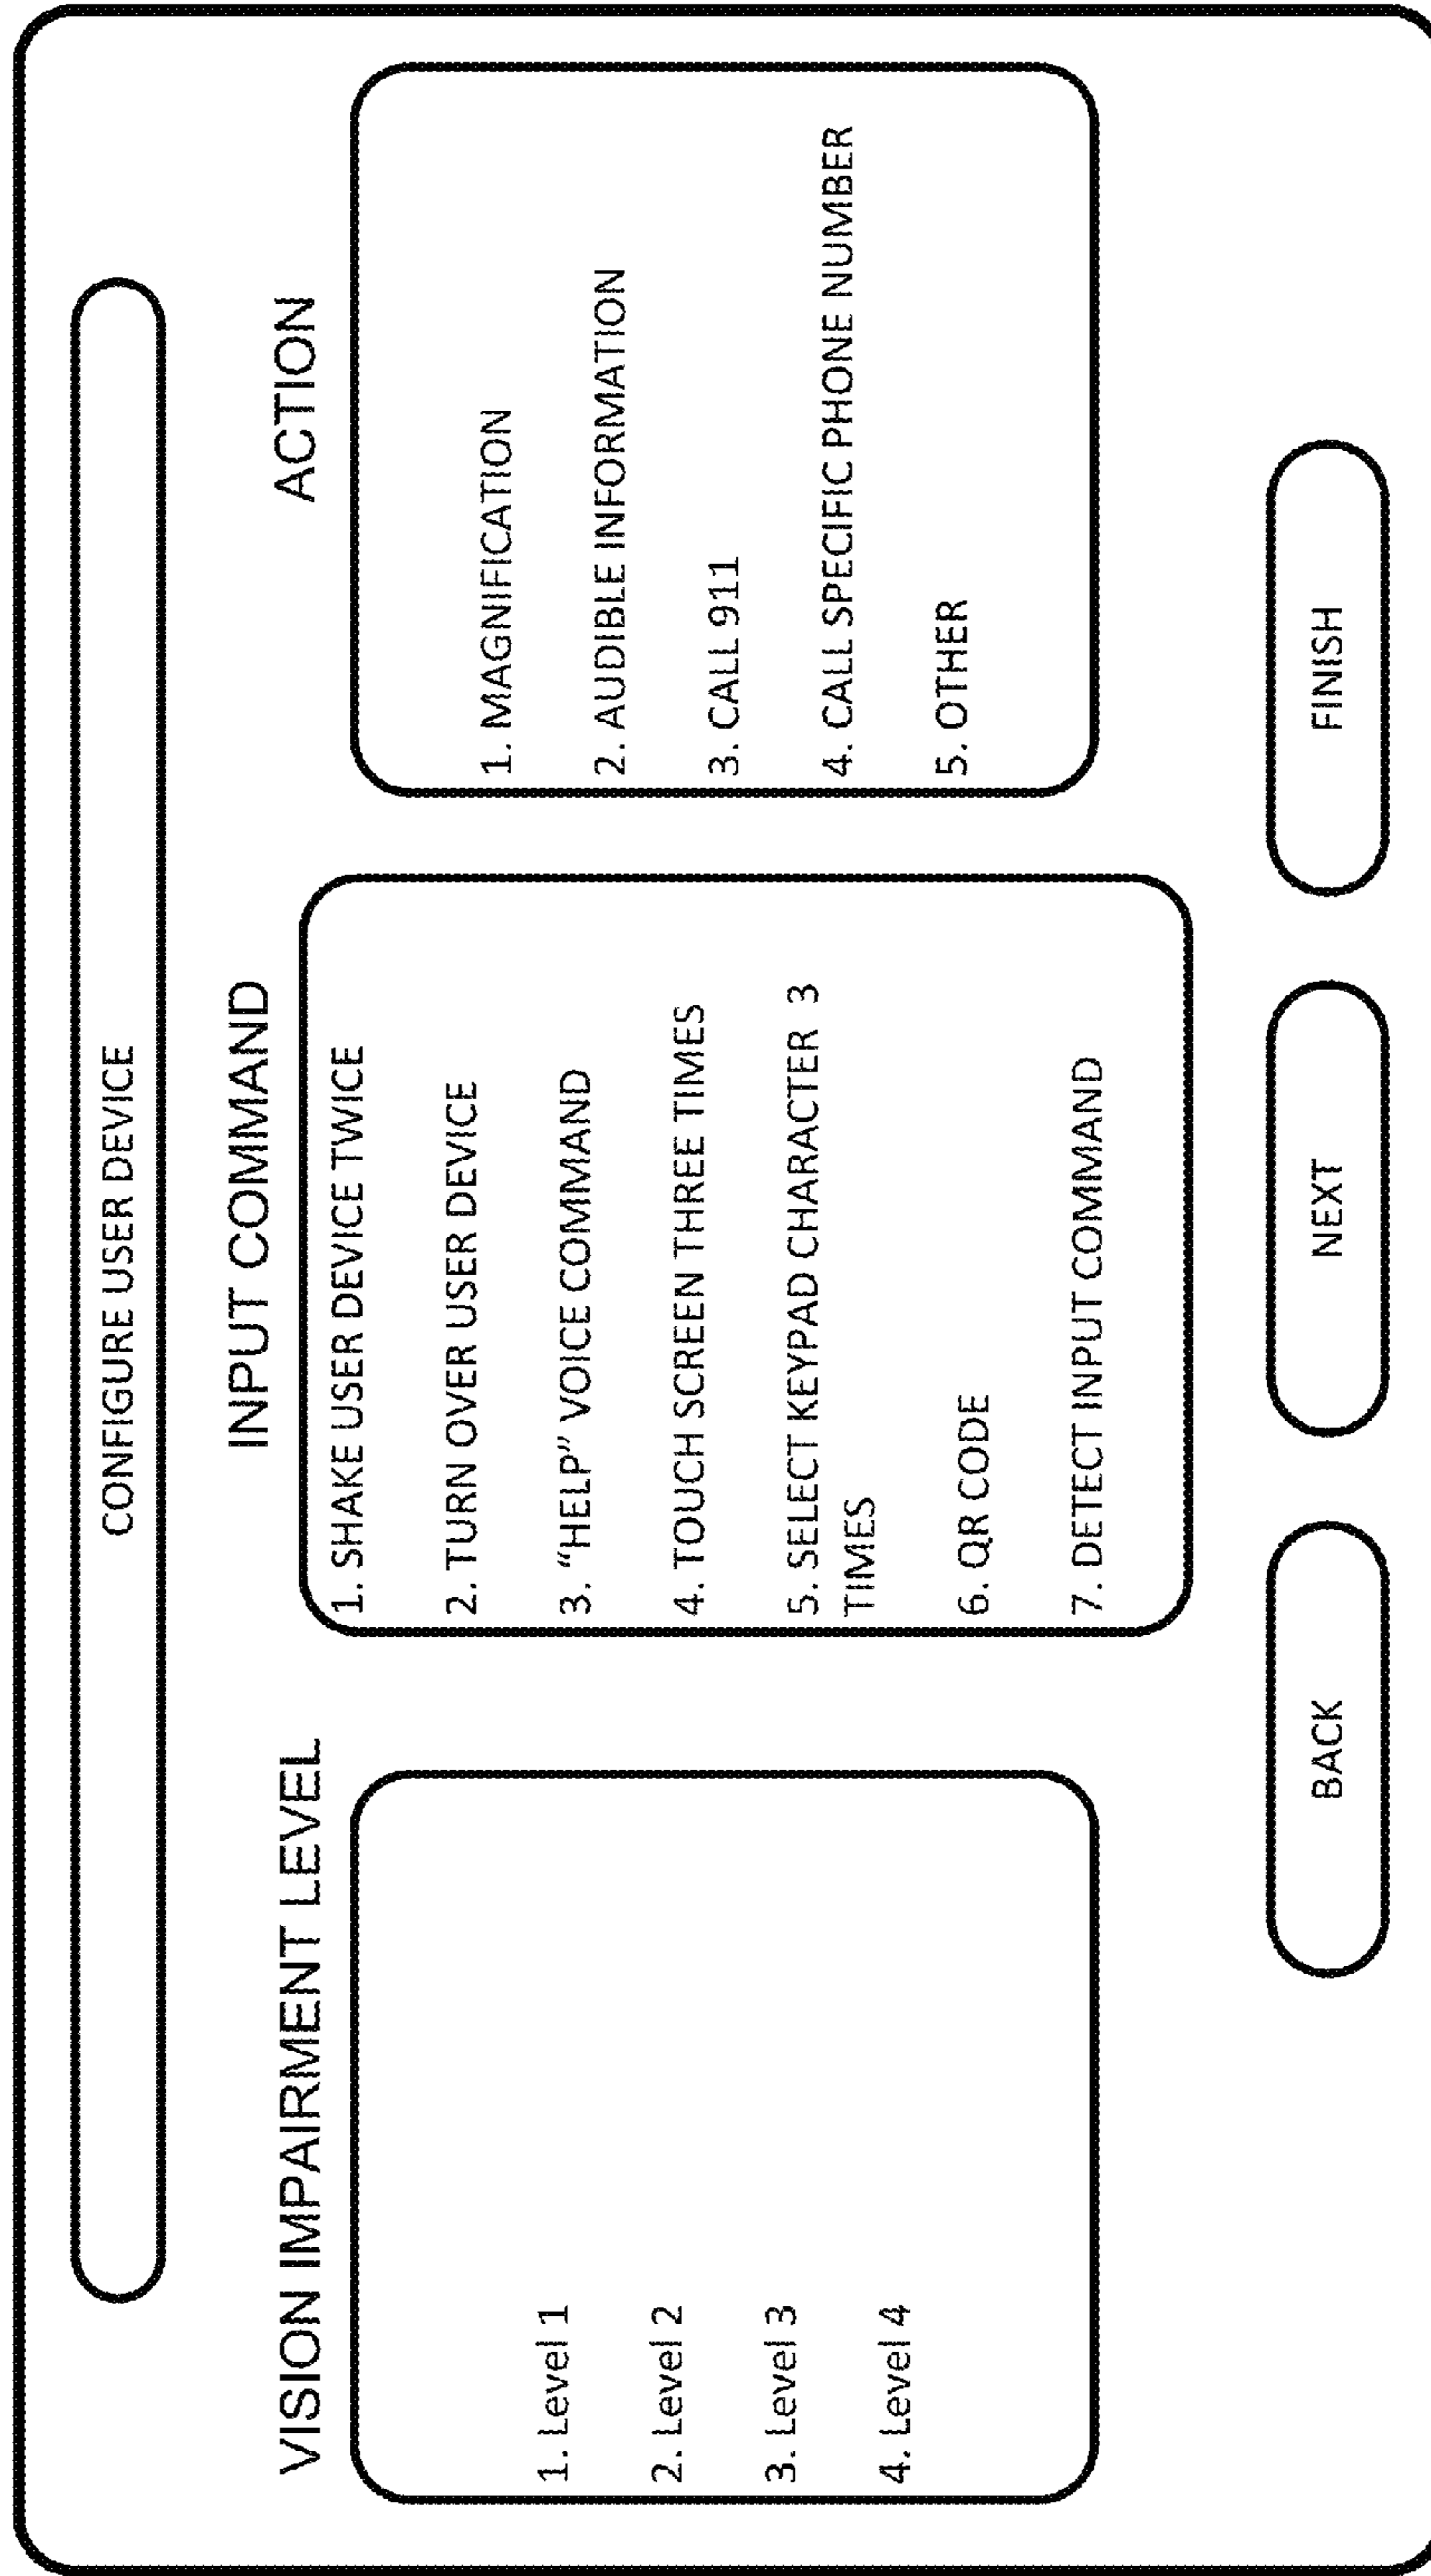 CONFIGURE USER DEVICE
VISION IMPAIRMENT LEVEL
1. Level 1
2. Level 2
3. Level 3
4. Level 4
INPUT COMMAND
1. SHAKE USER DEVICE TWICE
2. TURN OVER USER DEVICE
3. “HELP” VOICE COMMAND
4. TOUCH SCREEN THREE TIMES
5. SELECT KEYPAD CHARACTER 3
TIMES
6. QR CODE
7. DETECT INPUT COMMAND
ACTION
1. MAGNIFICATION
2. AUDIBLE INFORMATION
3. CALL 911
4. CALL SPECIFIC PHONE NUMBER
5. OTHER
BACK
NEXT
FINISH